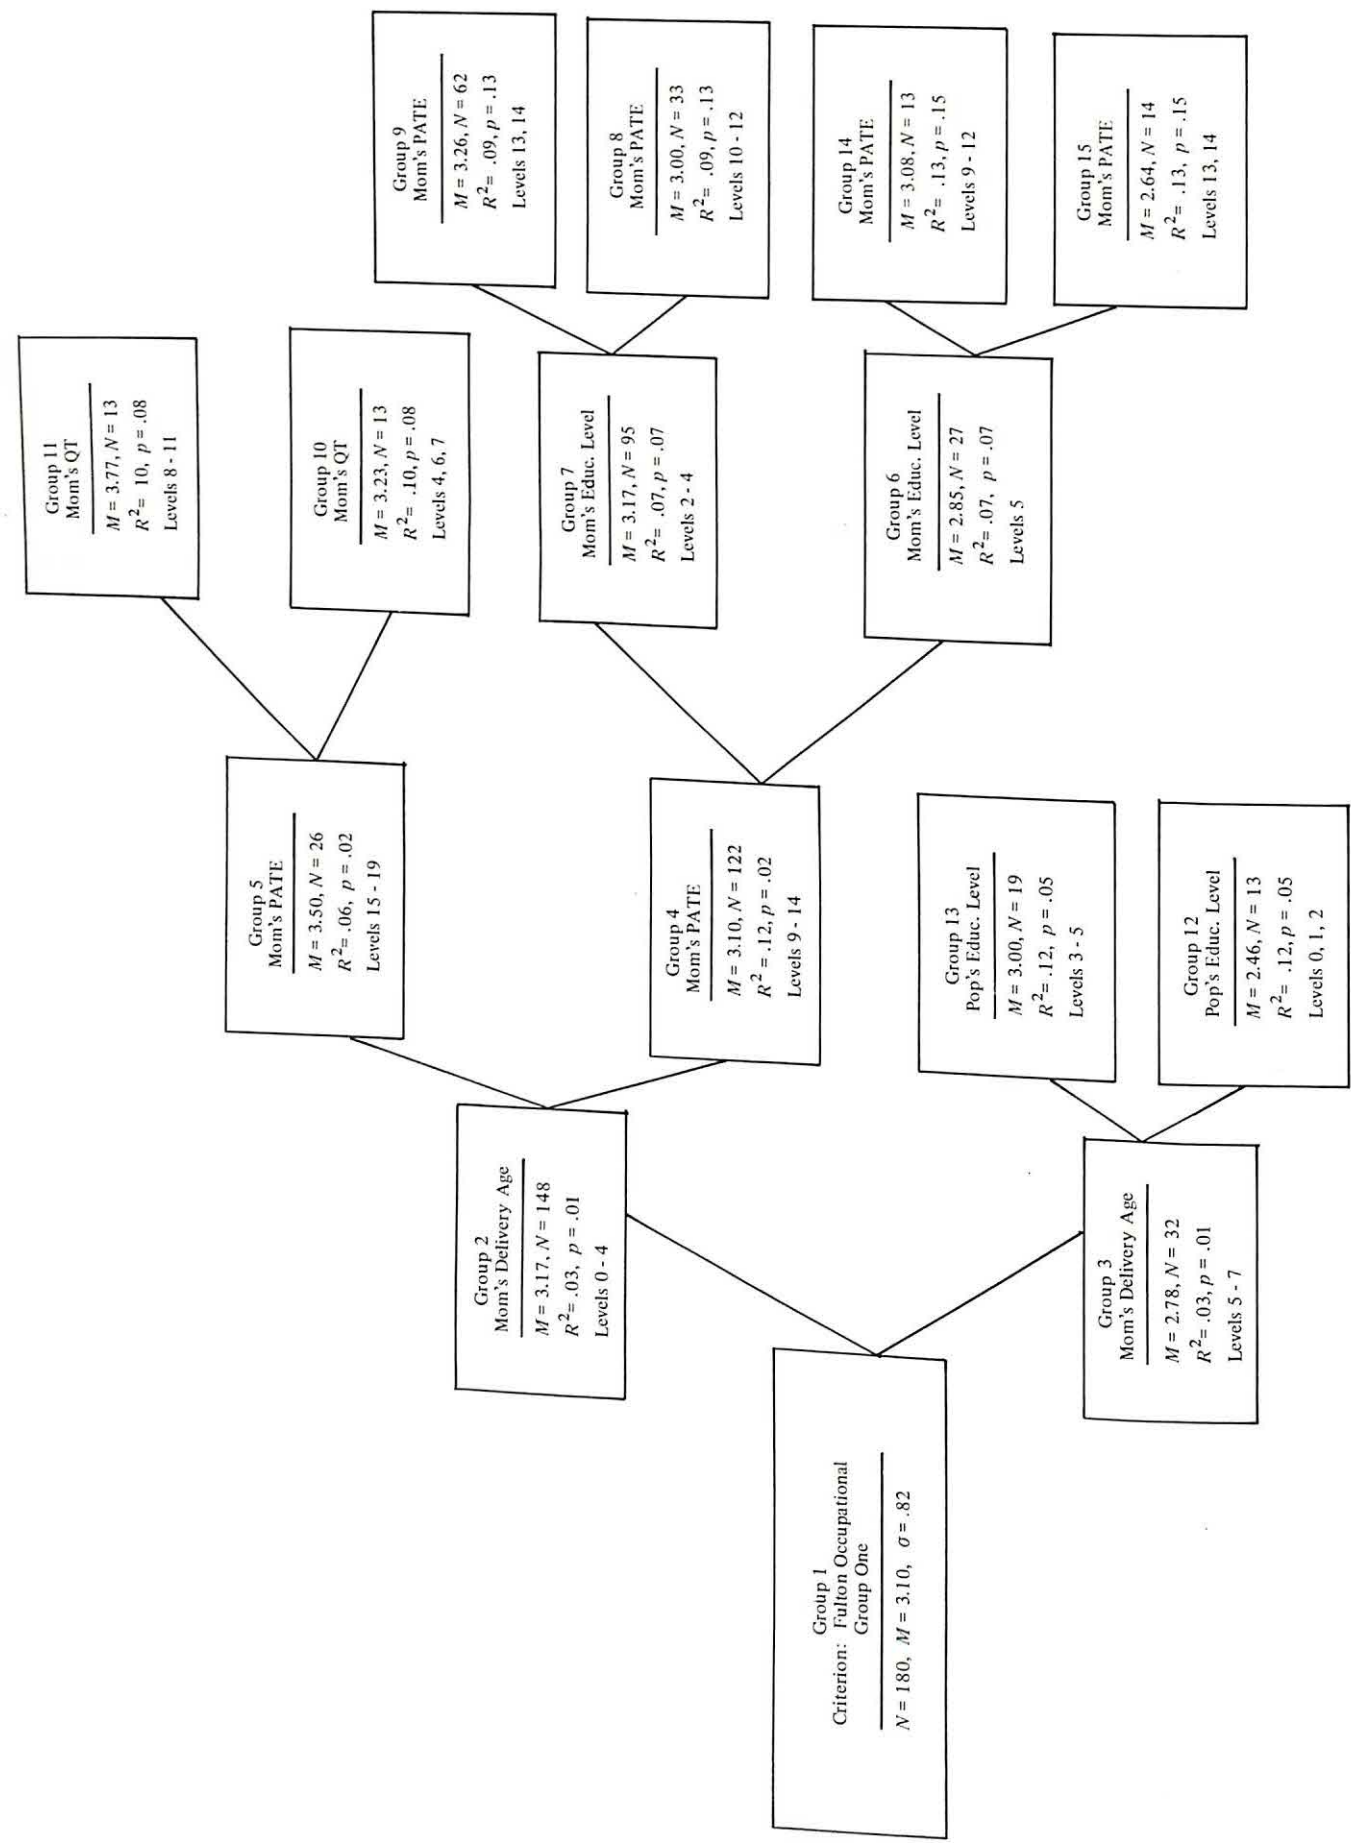 Group 1
Criterion: Fulton Occupational
Group One
N = 180, M = 3.10, σ = .82
Group 2
Mom's Delivery Age
M = 3.17, N = 148
R² = .03, p = .01
Levels 0 - 4
Group 3
Mom's Delivery Age
M = 2.78, N = 32
R² = .03, p = .01
Levels 5 - 7
Group 5
Mom's PATE
M = 3.50, N = 26
R² = .06, p = .02
Levels 15 - 19
Group 4
Mom's PATE
M = 3.10, N = 122
R² = .12, p = .02
Levels 9 - 14
Group 13
Pop's Educ. Level
M = 3.00, N = 19
R² = .12, p = .05
Levels 3 - 5
Group 12
Pop's Educ. Level
M = 2.46, N = 13
R² = .12, p = .05
Levels 0, 1, 2
Group 11
Mom's QT
M = 3.77, N = 13
R² = 10, p = .08
Levels 8 - 11
Group 10
Mom's QT
M = 3.23, N = 13
R² = .10, p = .08
Levels 4, 6, 7
Group 7
Mom's Educ. Level
M = 3.17, N = 95
R² = .07, p = .07
Levels 2 - 4
Group 6
Mom's Educ. Level
M = 2.85, N = 27
R² = .07, p = .07
Levels 5
Group 9
Mom's PATE
M = 3.26, N = 62
R² = .09, p = .13
Levels 13, 14
Group 8
Mom's PATE
M = 3.00, N = 33
R² = .09, p = .13
Levels 10 - 12
Group 14
Mom's PATE
M = 3.08, N = 13
R² = .13, p = .15
Levels 9 - 12
Group 15
Mom's PATE
M = 2.64, N = 14
R² = .13, p = .15
Levels 13, 14